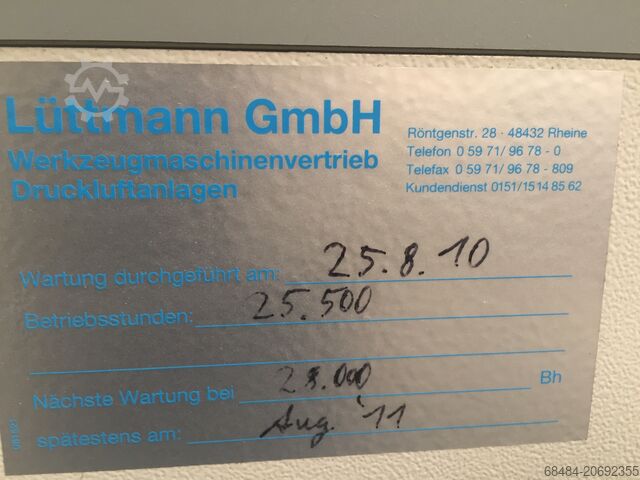 Lüttmann GmbH
Werkzeugmaschinenvertrieb
Druckluftanlagen
Röntgenstr. 28 · 48432 Rheine
Telefon 0 59 71/ 96 78 - 0
Telefax 0 59 71/ 96 78 - 809
Kundendienst 0151/1514 85 62
Wartung durchgeführt am: 25.8.10
Betriebsstunden: 25.500
Nächste Wartung bei 28.000 Bh
spätestens am: Aug. '11
68484-20692355